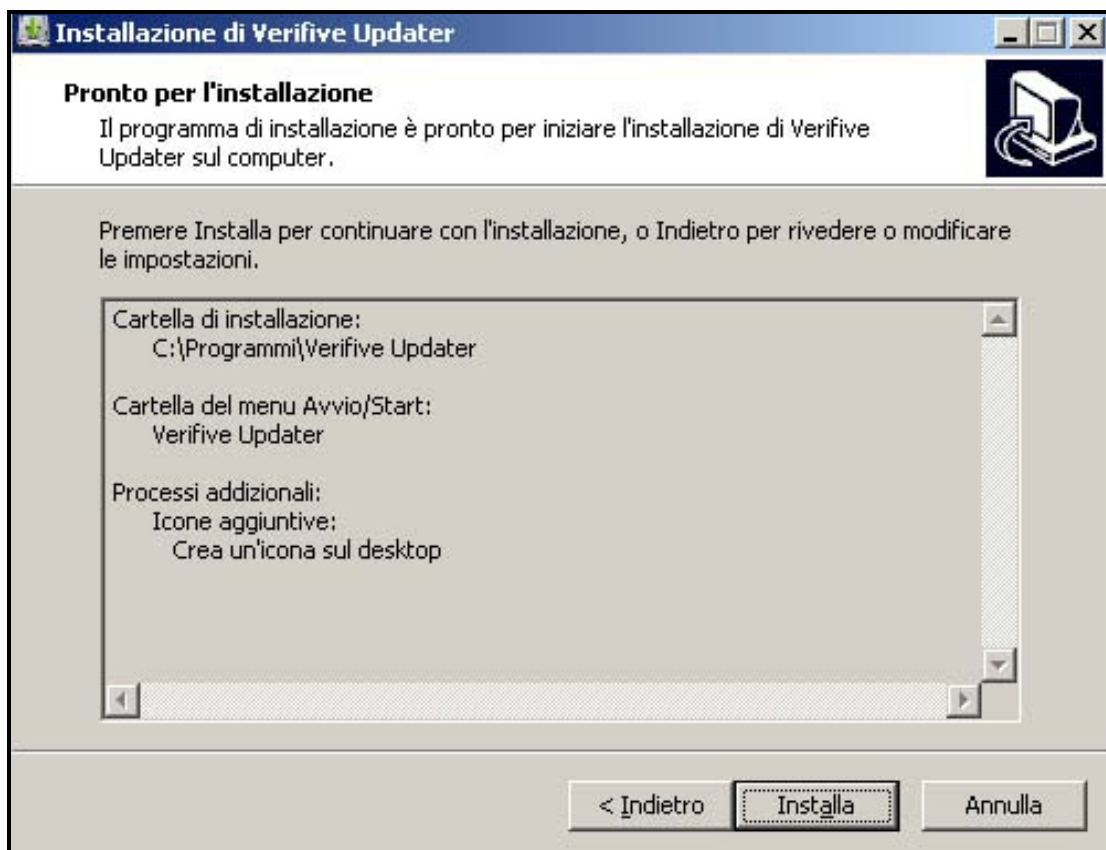 Installazione di Verifive Updater
Pronto per l'installazione
Il programma di installazione è pronto per iniziare l'installazione di Verifive
Updater sul computer.
Premere Installa per continuare con l'installazione, o Indietro per rivedere o modificare
le impostazioni.
Cartella di installazione:
C:\Programmi\Verifive Updater
Cartella del menu Avvio/Start:
Verifive Updater
Processi addizionali:
Icone aggiuntive:
Crea un'icona sul desktop
< Indietro
Installa
Annulla